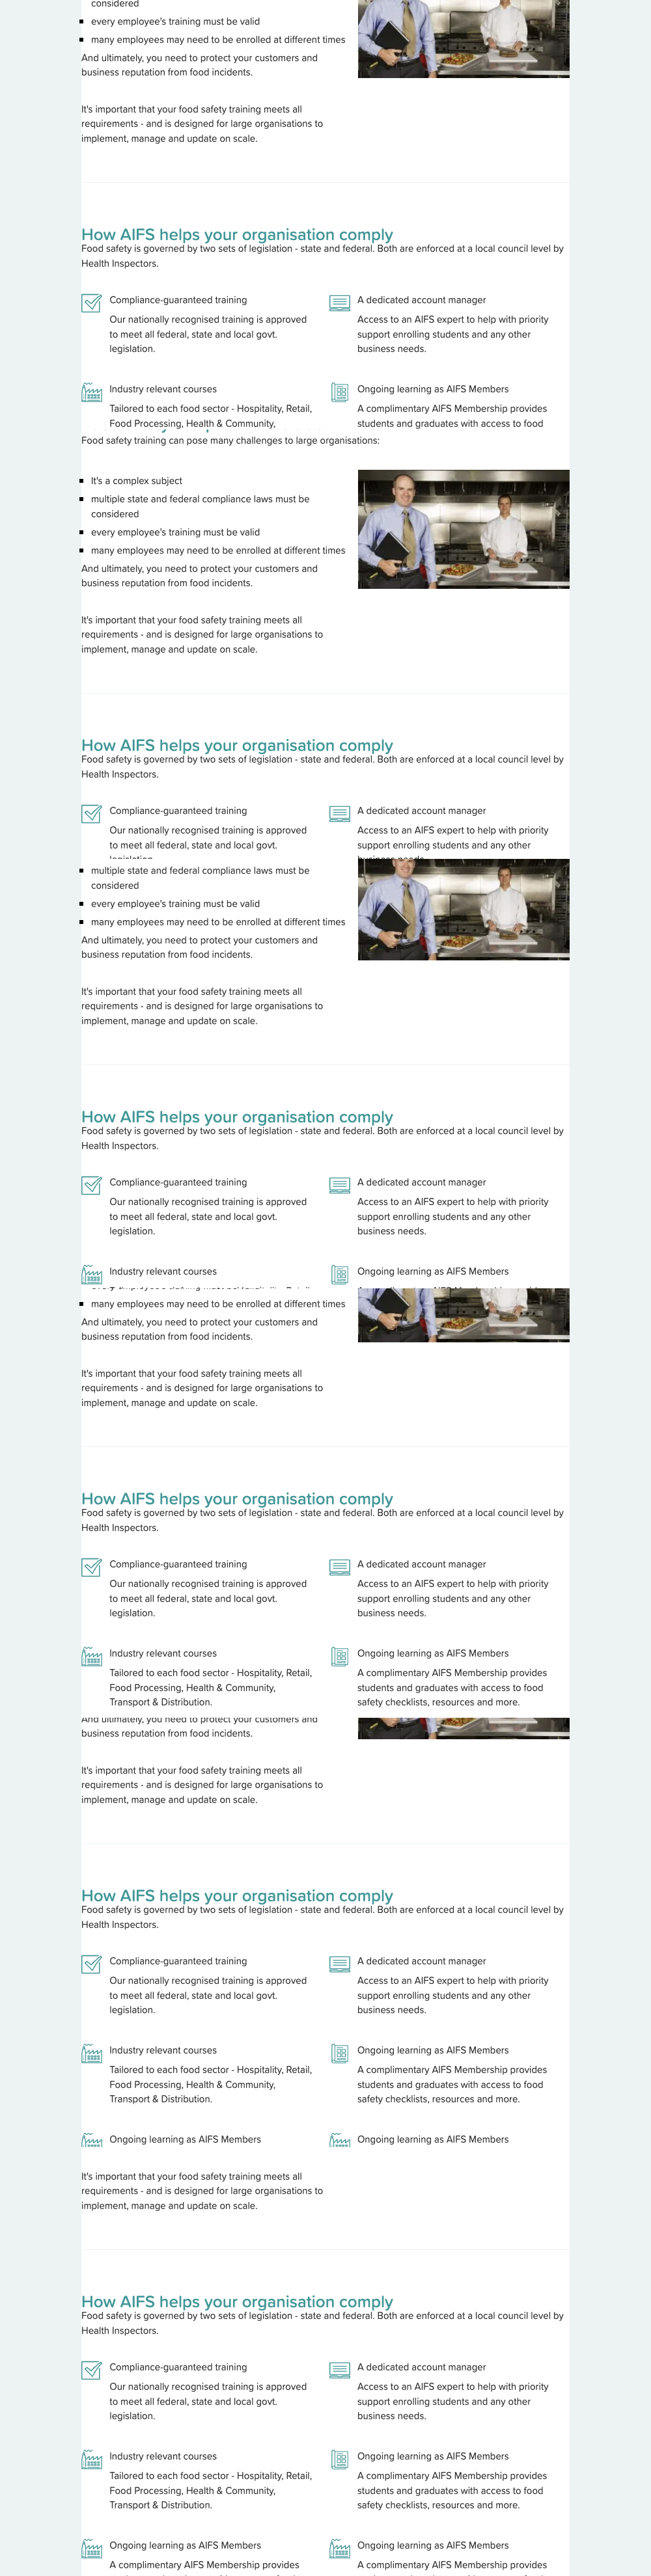 considered
every employee's training must be valid
many employees may need to be enrolled at different times
And ultimately, you need to protect your customers and
business reputation from food incidents.
It's important that your food safety training meets all
requirements - and is designed for large organisations to
implement, manage and update on scale.
How AIFS helps your organisation comply
Food safety is governed by two sets of legislation - state and federal. Both are enforced at a local council level by
Health Inspectors.
Compliance-guaranteed training
Our nationally recognised training is approved
to meet all federal, state and local govt.
legislation.
A dedicated account manager
Access to an AIFS expert to help with priority
support enrolling students and any other
business needs.
Industry relevant courses
Tailored to each food sector - Hospitality, Retail,
Food Processing, Health & Community,
Ongoing learning as AIFS Members
A complimentary AIFS Membership provides
students and graduates with access to food
Food safety training can pose many challenges to large organisations:
It's a complex subject
multiple state and federal compliance laws must be
considered
every employee's training must be valid
many employees may need to be enrolled at different times
And ultimately, you need to protect your customers and
business reputation from food incidents.
It's important that your food safety training meets all
requirements - and is designed for large organisations to
implement, manage and update on scale.
How AIFS helps your organisation comply
Food safety is governed by two sets of legislation - state and federal. Both are enforced at a local council level by
Health Inspectors.
Compliance-guaranteed training
Our nationally recognised training is approved
to meet all federal, state and local govt.
A dedicated account manager
Access to an AIFS expert to help with priority
support enrolling students and any other
multiple state and federal compliance laws must be
considered
every employee's training must be valid
many employees may need to be enrolled at different times
And ultimately, you need to protect your customers and
business reputation from food incidents.
It's important that your food safety training meets all
requirements - and is designed for large organisations to
implement, manage and update on scale.
How AIFS helps your organisation comply
Food safety is governed by two sets of legislation - state and federal. Both are enforced at a local council level by
Health Inspectors.
Compliance-guaranteed training
Our nationally recognised training is approved
to meet all federal, state and local govt.
legislation.
A dedicated account manager
Access to an AIFS expert to help with priority
support enrolling students and any other
business needs.
Industry relevant courses
Ongoing learning as AIFS Members
many employees may need to be enrolled at different times
And ultimately, you need to protect your customers and
business reputation from food incidents.
It's important that your food safety training meets all
requirements - and is designed for large organisations to
implement, manage and update on scale.
How AIFS helps your organisation comply
Food safety is governed by two sets of legislation - state and federal. Both are enforced at a local council level by
Health Inspectors.
Compliance-guaranteed training
Our nationally recognised training is approved
to meet all federal, state and local govt.
legislation.
A dedicated account manager
Access to an AIFS expert to help with priority
support enrolling students and any other
business needs.
Industry relevant courses
Tailored to each food sector - Hospitality, Retail,
Food Processing, Health & Community,
Transport & Distribution.
Ongoing learning as AIFS Members
A complimentary AIFS Membership provides
students and graduates with access to food
safety checklists, resources and more.
And ultimately, you need to protect your customers and
business reputation from food incidents.
It's important that your food safety training meets all
requirements - and is designed for large organisations to
implement, manage and update on scale.
How AIFS helps your organisation comply
Food safety is governed by two sets of legislation - state and federal. Both are enforced at a local council level by
Health Inspectors.
Compliance-guaranteed training
Our nationally recognised training is approved
to meet all federal, state and local govt.
legislation.
A dedicated account manager
Access to an AIFS expert to help with priority
support enrolling students and any other
business needs.
Industry relevant courses
Tailored to each food sector - Hospitality, Retail,
Food Processing, Health & Community,
Transport & Distribution.
Ongoing learning as AIFS Members
A complimentary AIFS Membership provides
students and graduates with access to food
safety checklists, resources and more.
Ongoing learning as AIFS Members
Ongoing learning as AIFS Members
It's important that your food safety training meets all
requirements - and is designed for large organisations to
implement, manage and update on scale.
How AIFS helps your organisation comply
Food safety is governed by two sets of legislation - state and federal. Both are enforced at a local council level by
Health Inspectors.
Compliance-guaranteed training
Our nationally recognised training is approved
to meet all federal, state and local govt.
legislation.
A dedicated account manager
Access to an AIFS expert to help with priority
support enrolling students and any other
business needs.
Industry relevant courses
Tailored to each food sector - Hospitality, Retail,
Food Processing, Health & Community,
Transport & Distribution.
Ongoing learning as AIFS Members
A complimentary AIFS Membership provides
students and graduates with access to food
safety checklists, resources and more.
Ongoing learning as AIFS Members
A complimentary AIFS Membership provides
Ongoing learning as AIFS Members
A complimentary AIFS Membership provides